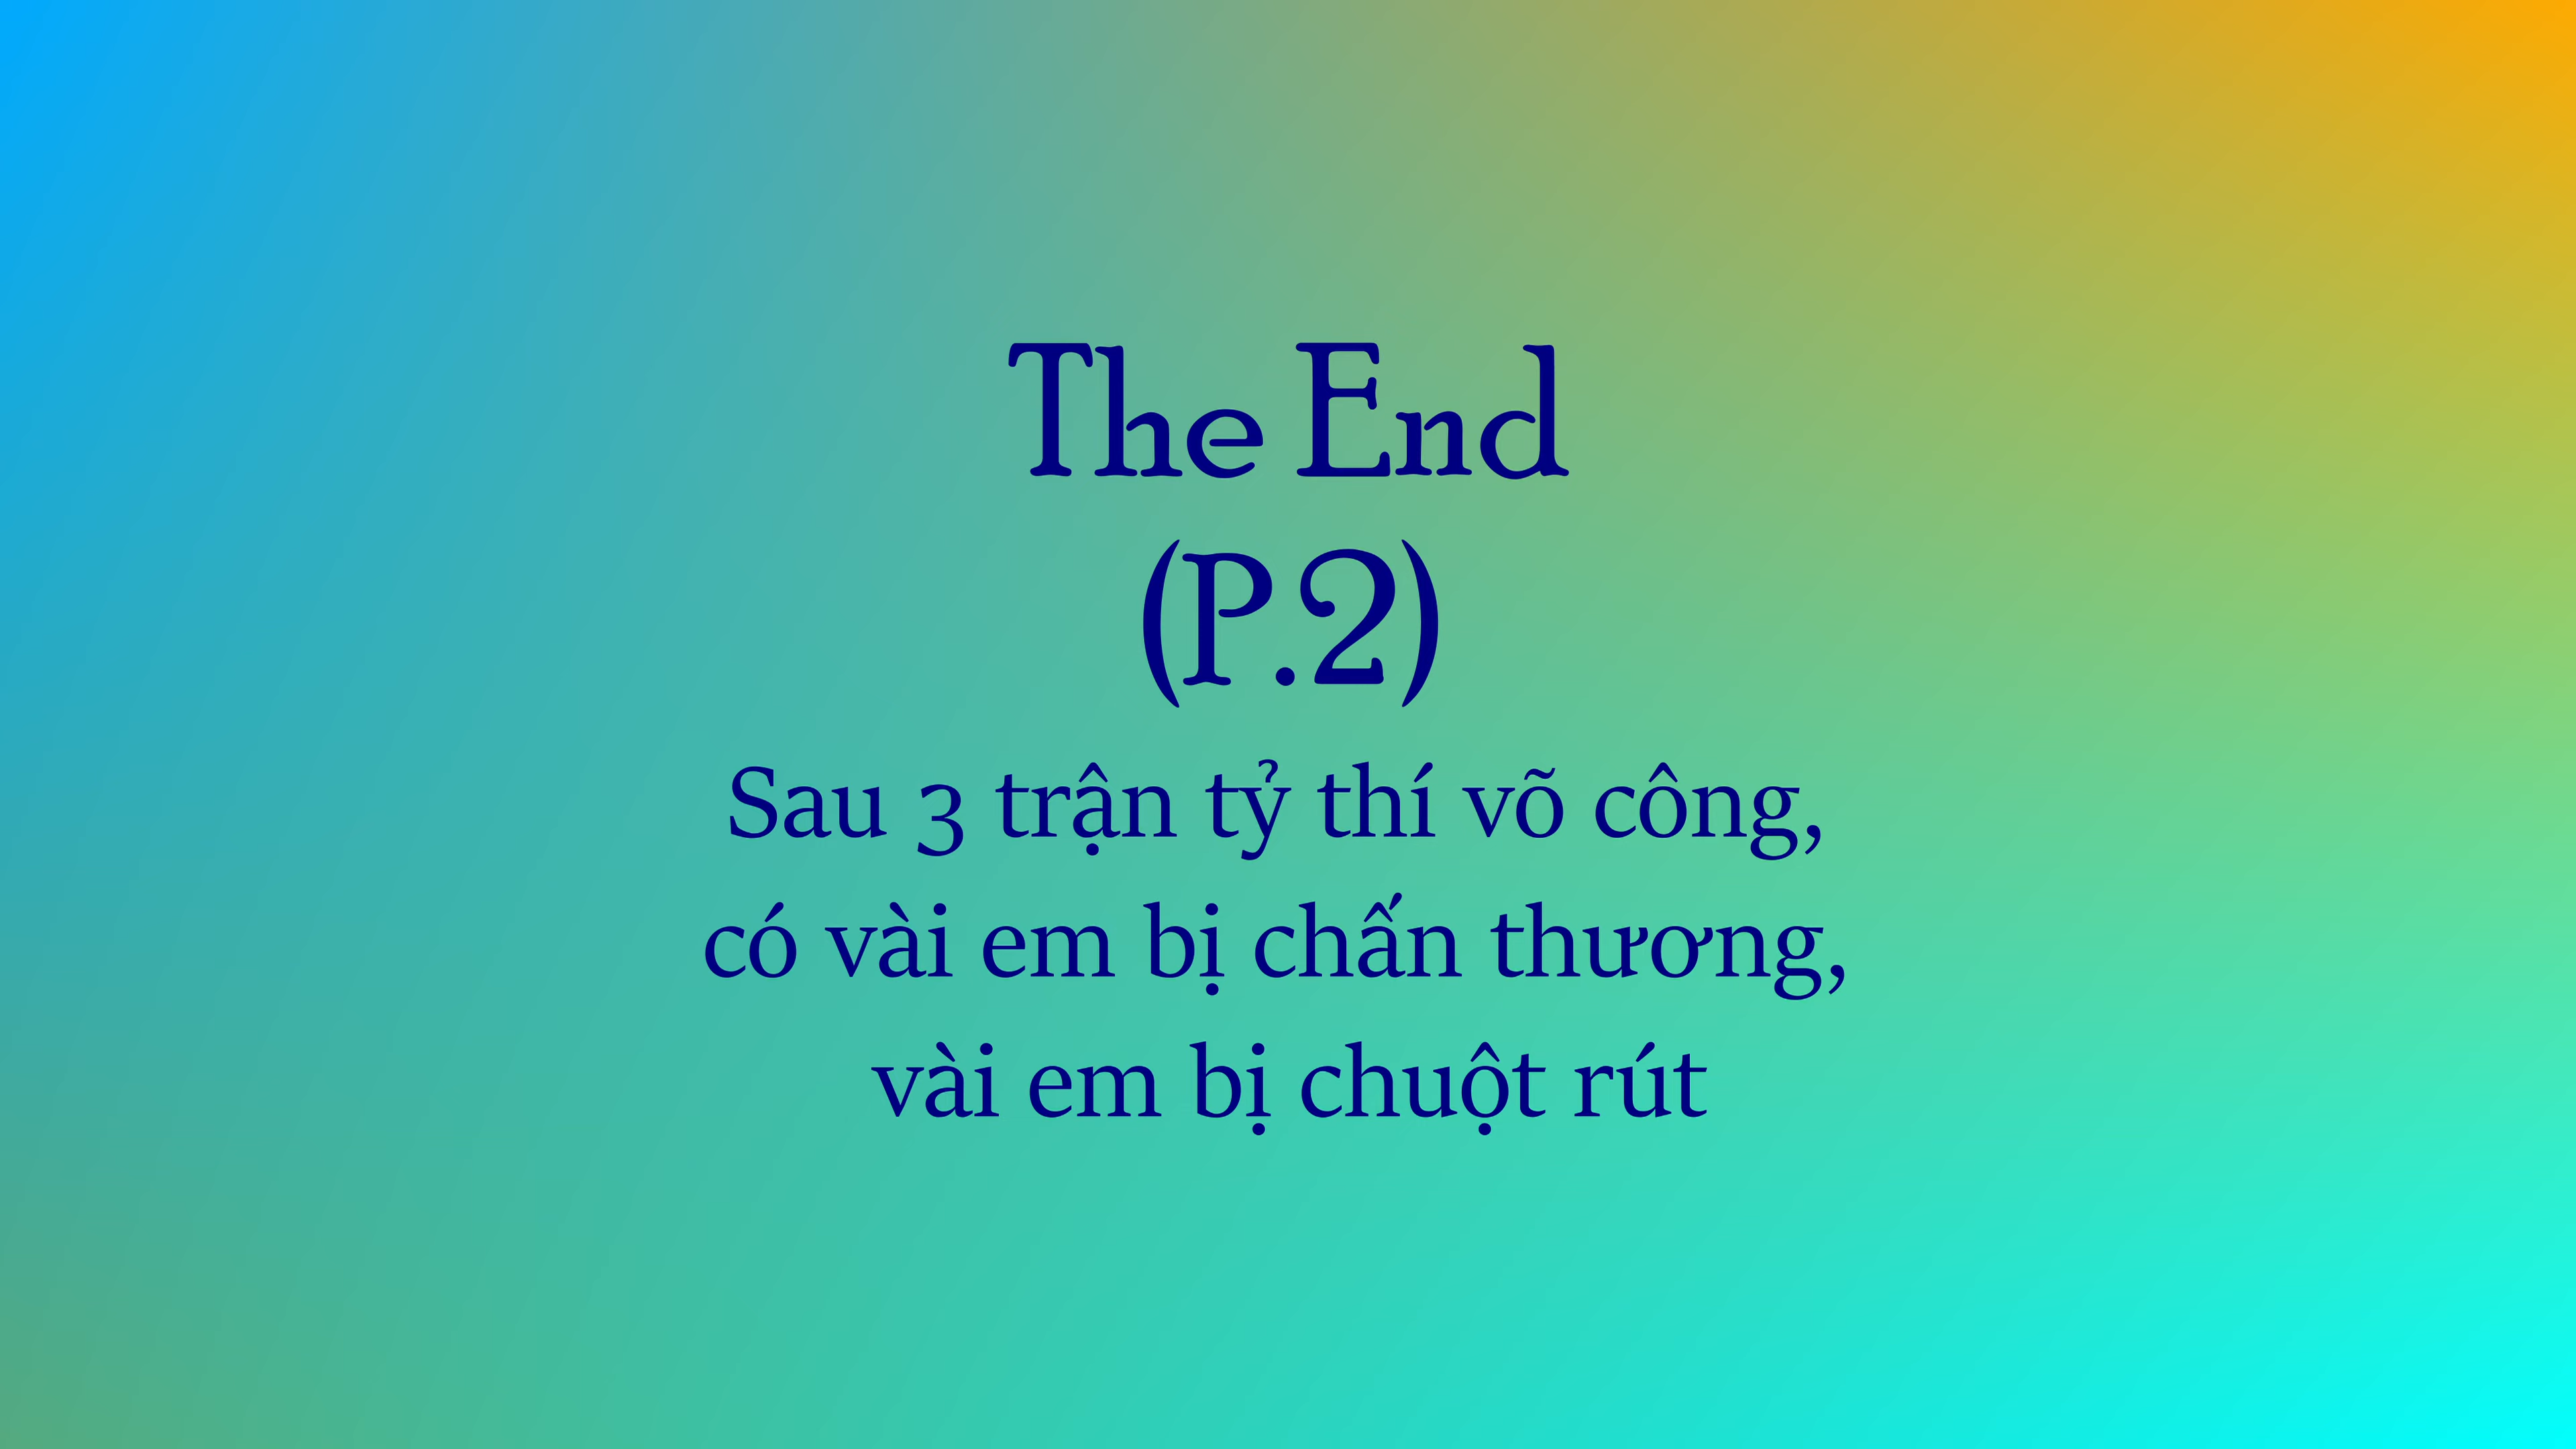 The End
(P.2)
Sau 3 trận tỷ thí võ công,
có vài em bị chấn thương,
vài em bị chuột rút